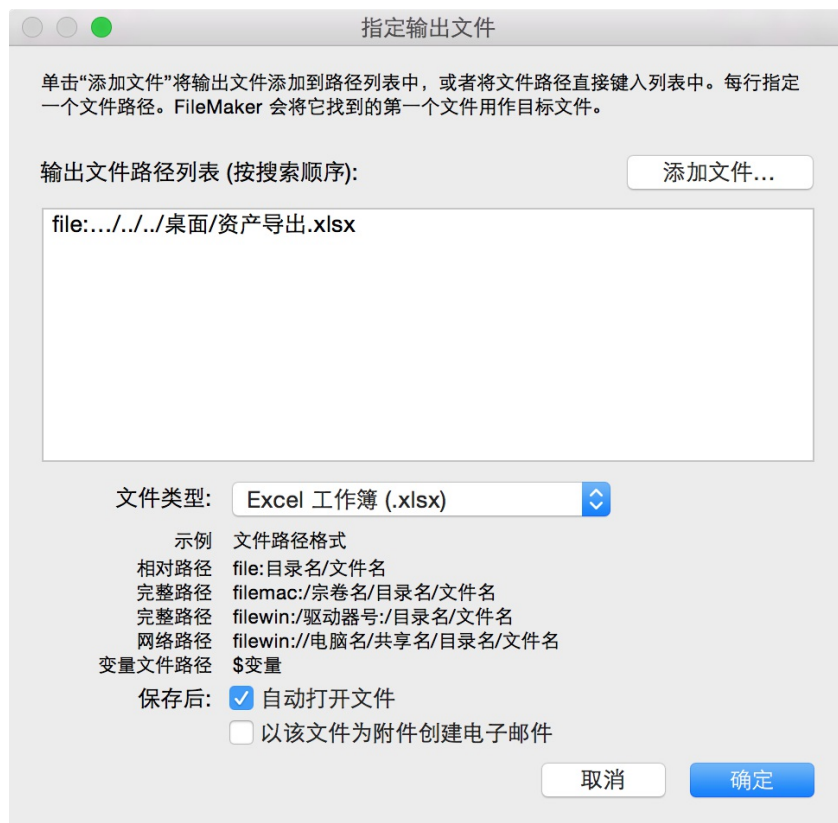 指定输出文件
单击“添加文件”将输出文件添加到路径列表中，或者将文件路径直接键入列表中。每行指定
一个文件路径。FileMaker 会将它找到的第一个文件用作目标文件。
输出文件路径列表 (按搜索顺序):
添加文件...
file:…/../../桌面/资产导出.xlsx
文件类型: Excel 工作簿 (.xlsx)
示例 文件路径格式
相对路径 file:目录名/文件名
完整路径 filemac:/宗卷名/目录名/文件名
完整路径 filewin:/驱动器号:/目录名/文件名
网络路径 filewin://电脑名/共享名/目录名/文件名
变量文件路径 $变量
保存后: 自动打开文件
以该文件为附件创建电子邮件
取消 确定